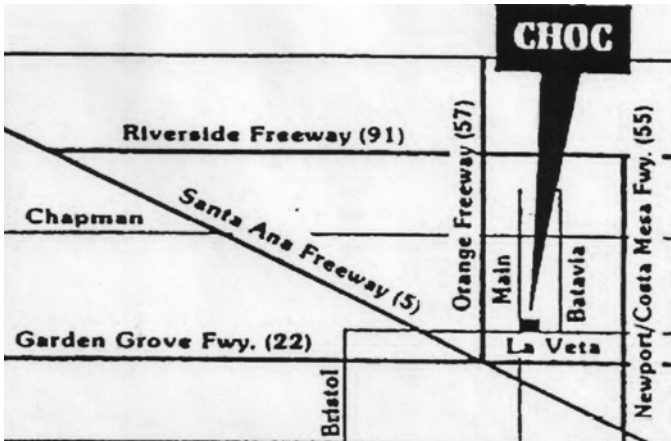 CHOC
Riverside Freeway (91)
Orange Freeway (57)
Newport/Costa Mesa Fwy. (55)
Chapman
Santa Ana Freeway (5)
Main
Batavia
Garden Grove Fwy. (22)
La Veta
Bristol